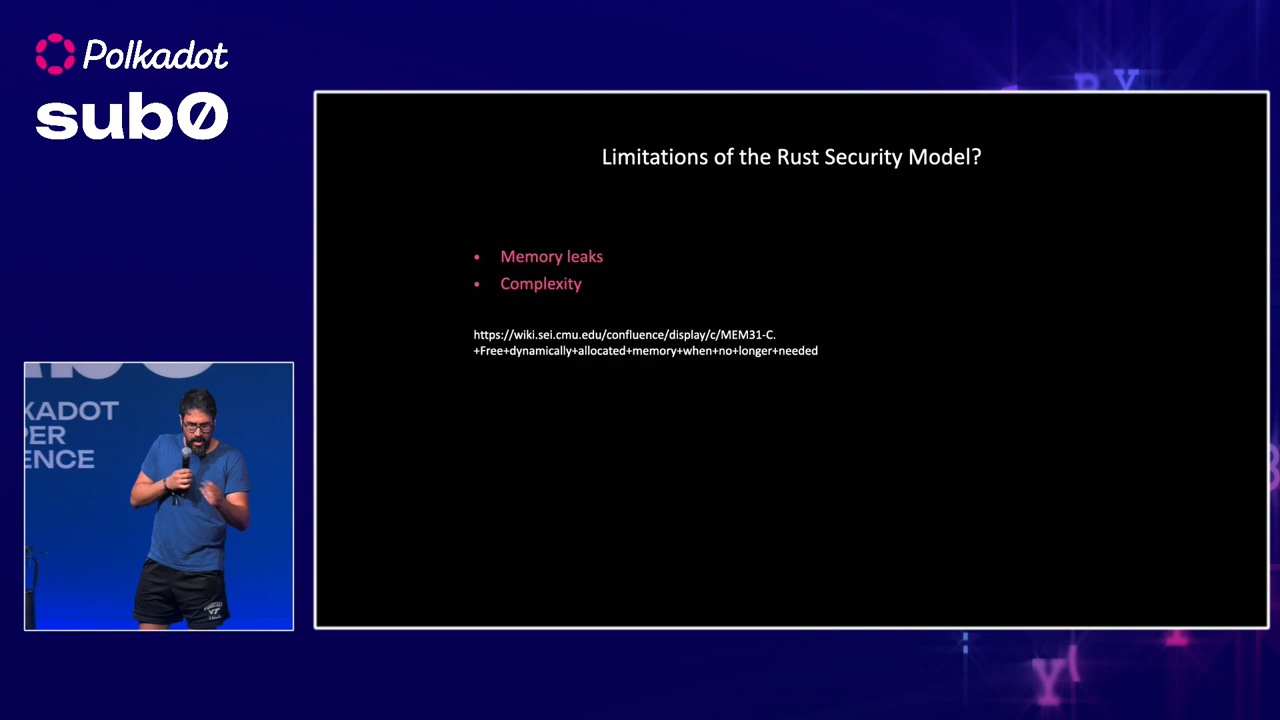 Polkadot
sub0
Limitations of the Rust Security Model?
• Memory leaks
• Complexity
https://wiki.sei.cmu.edu/confluence/display/c/MEM31-C.
+Free+dynamically+allocated+memory+when+no+longer+needed
KADOT
PER
ENCE
VT
Y
Y